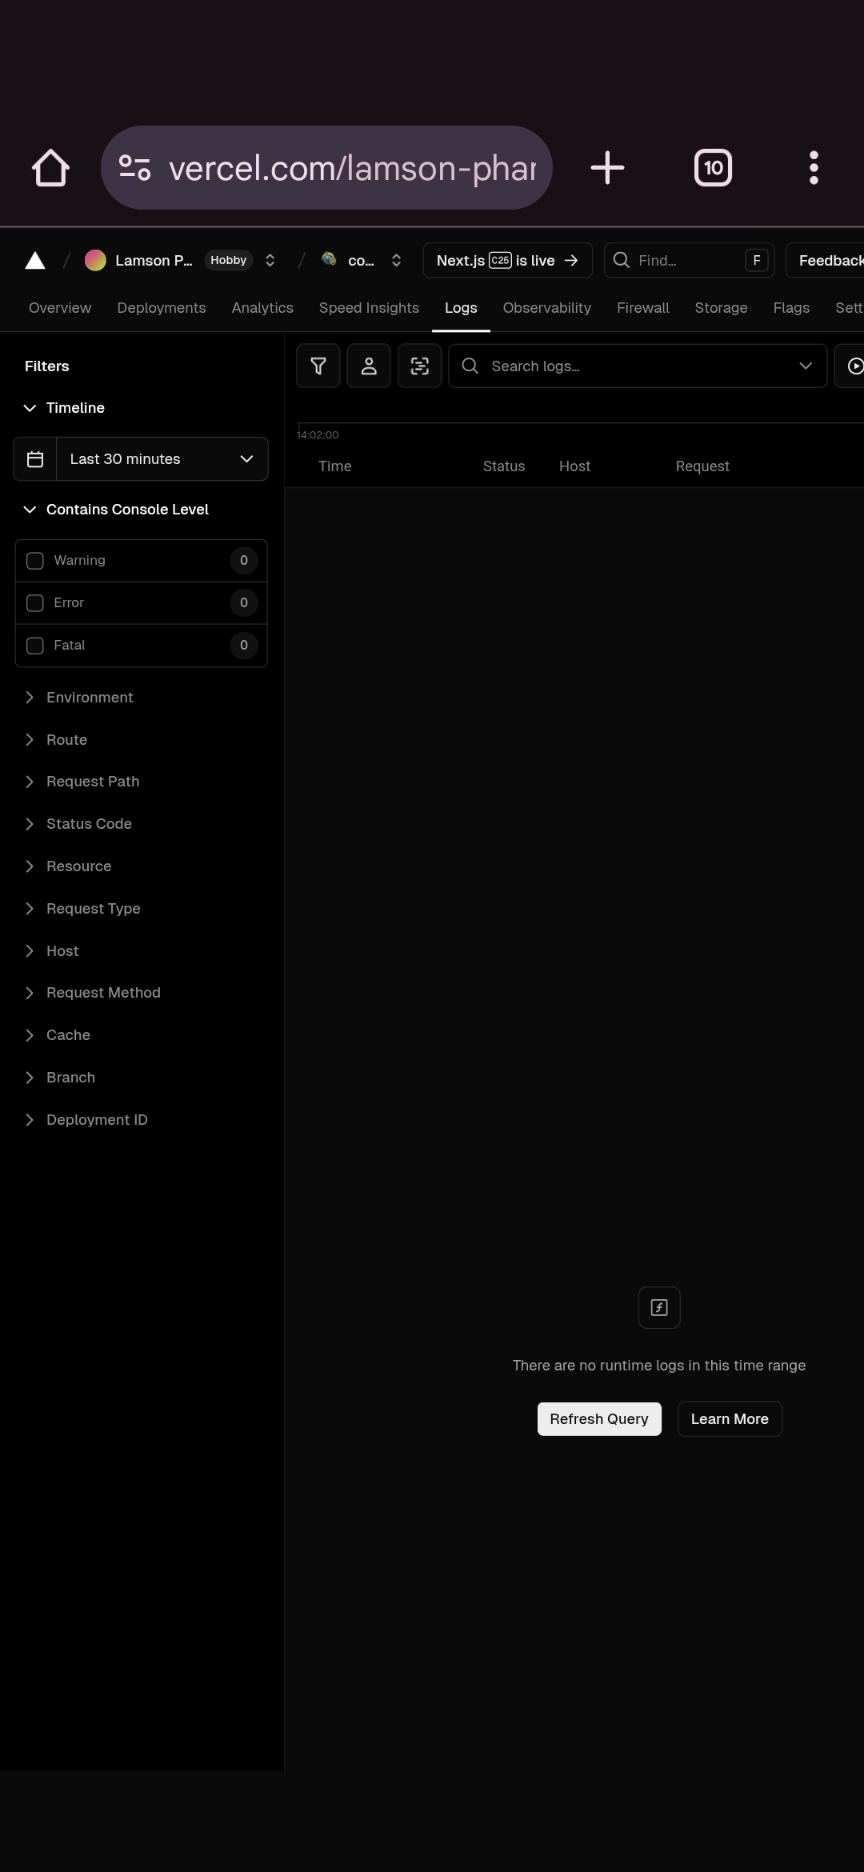 vercel.com/lamson-phar
10
Lamson P... Hobby co... Next.js C25 is live → Find... F Feedback
Overview Deployments Analytics Speed Insights Logs Observability Firewall Storage Flags Sett
Filters
Search logs...
Timeline
14:02:00
Last 30 minutes
Time Status Host Request
Contains Console Level
Warning 0
Error 0
Fatal 0
Environment
Route
Request Path
Status Code
Resource
Request Type
Host
Request Method
Cache
Branch
Deployment ID
There are no runtime logs in this time range
Refresh Query Learn More